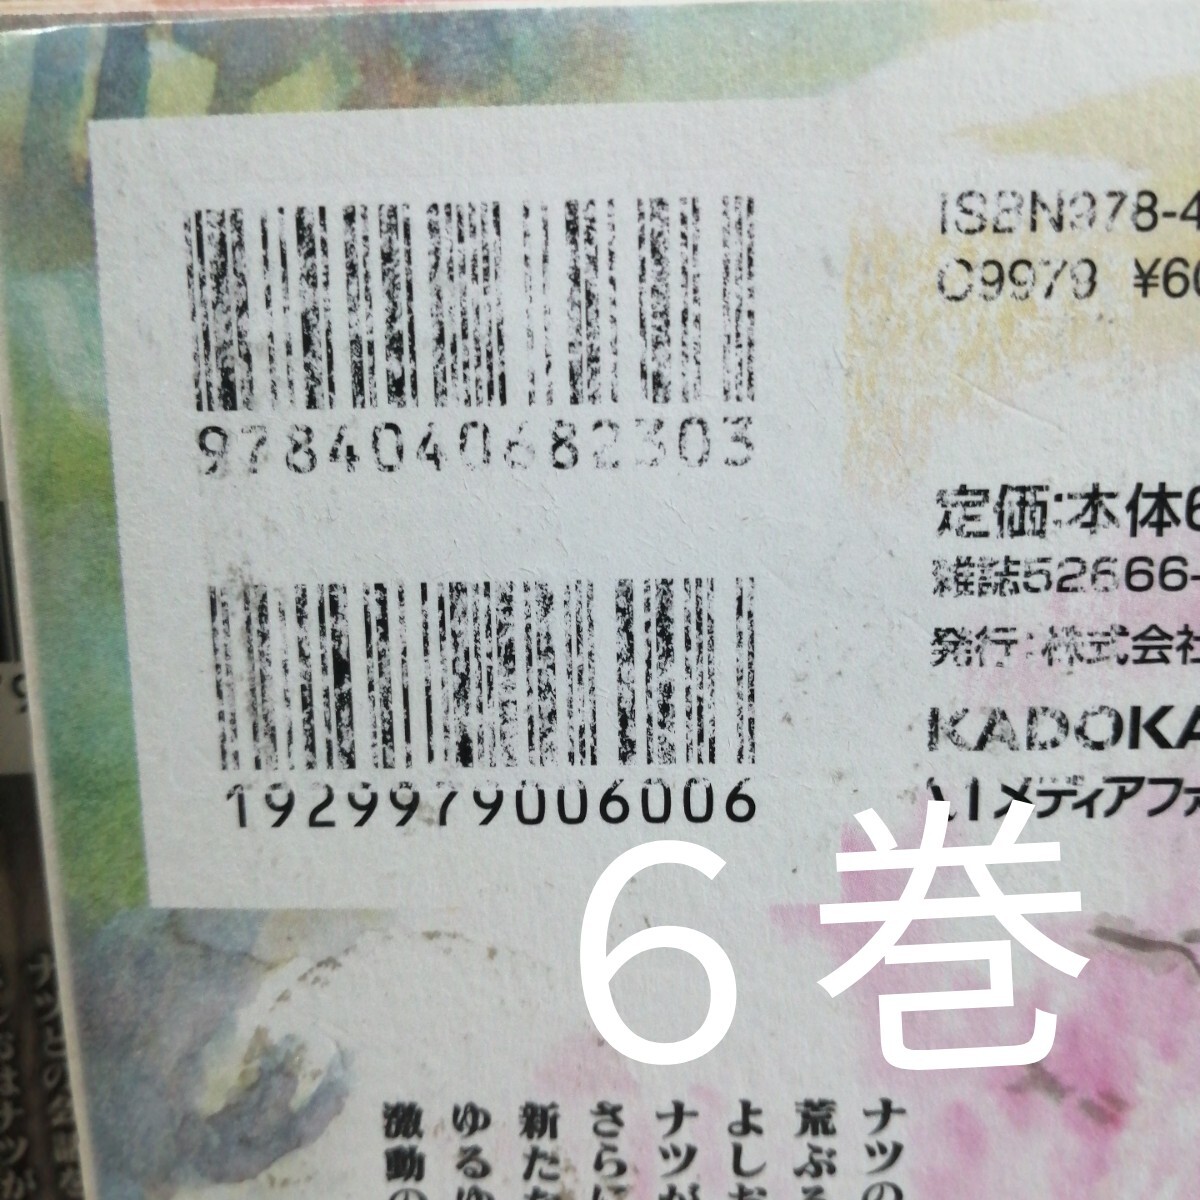 9784040682303
1929979006006
ISBN978-4
C9979 ¥60
定価:本体6
雑誌52666-
発行:株式会社
KADOKA
メディアファ
6巻
ナツの
荒ぶる
よしお
ナツが
さらに
新たな
ゆるゆ
激動の